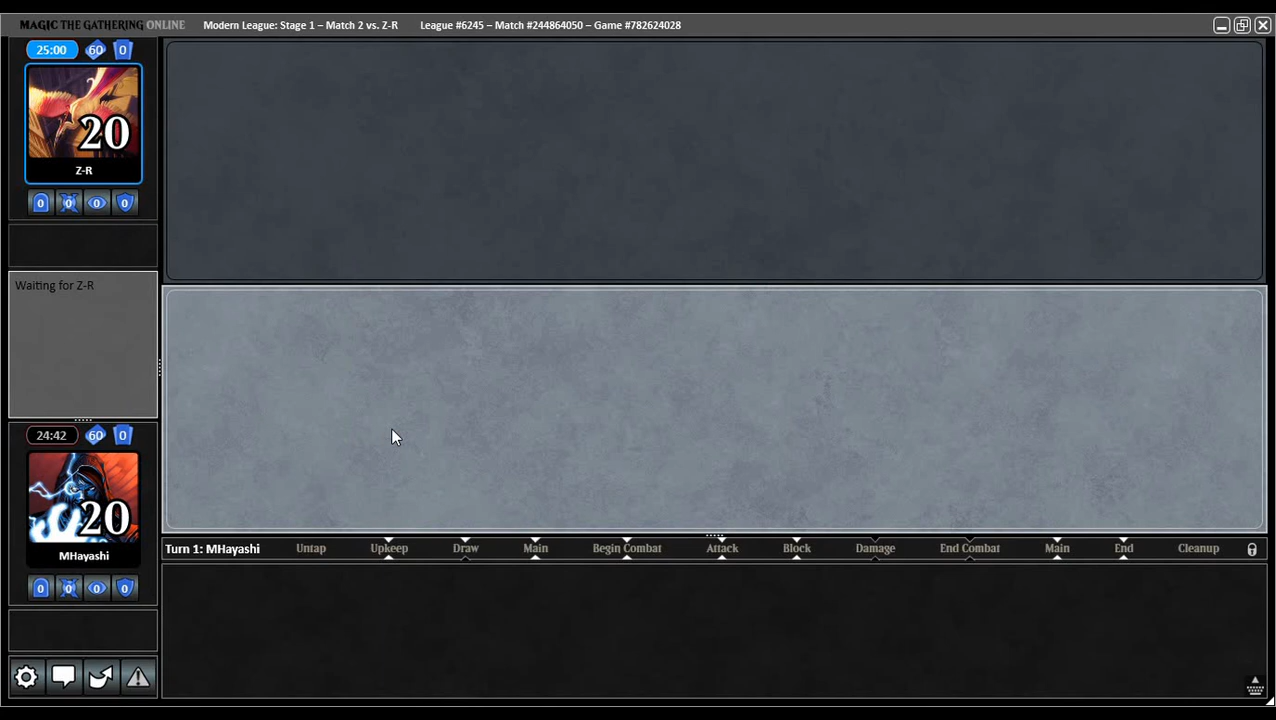 MAGIC THE GATHERING ONLINE Modern League: Stage 1 – Match 2 vs. Z-R League #6245 – Match #244864050 – Game #782624028
25:00 60 0
20
Z-R
0 0 0 0
Waiting for Z-R
24:42 60 0
20
MHayashi
Turn 1: MHayashi Untap Upkeep Draw Main Begin Combat Attack Block Damage End Combat Main End Cleanup
0 0 0 0